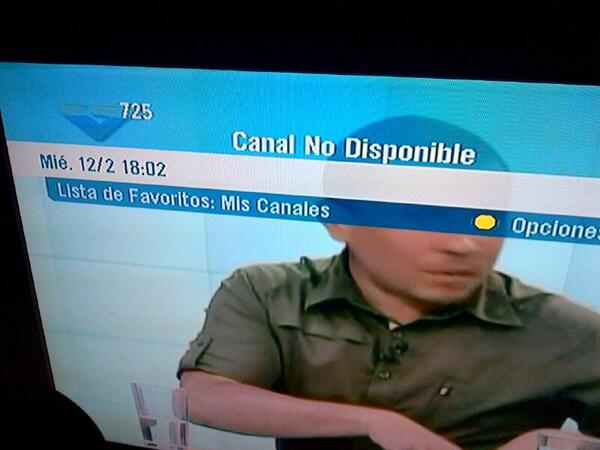 725
Canal No Disponible
Mié. 12/2 18:02
Lista de Favoritos: Mis Canales
Opciones